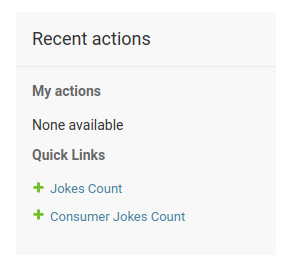 Recent actions
My actions
None available
Quick Links
Jokes Count
Consumer Jokes Count